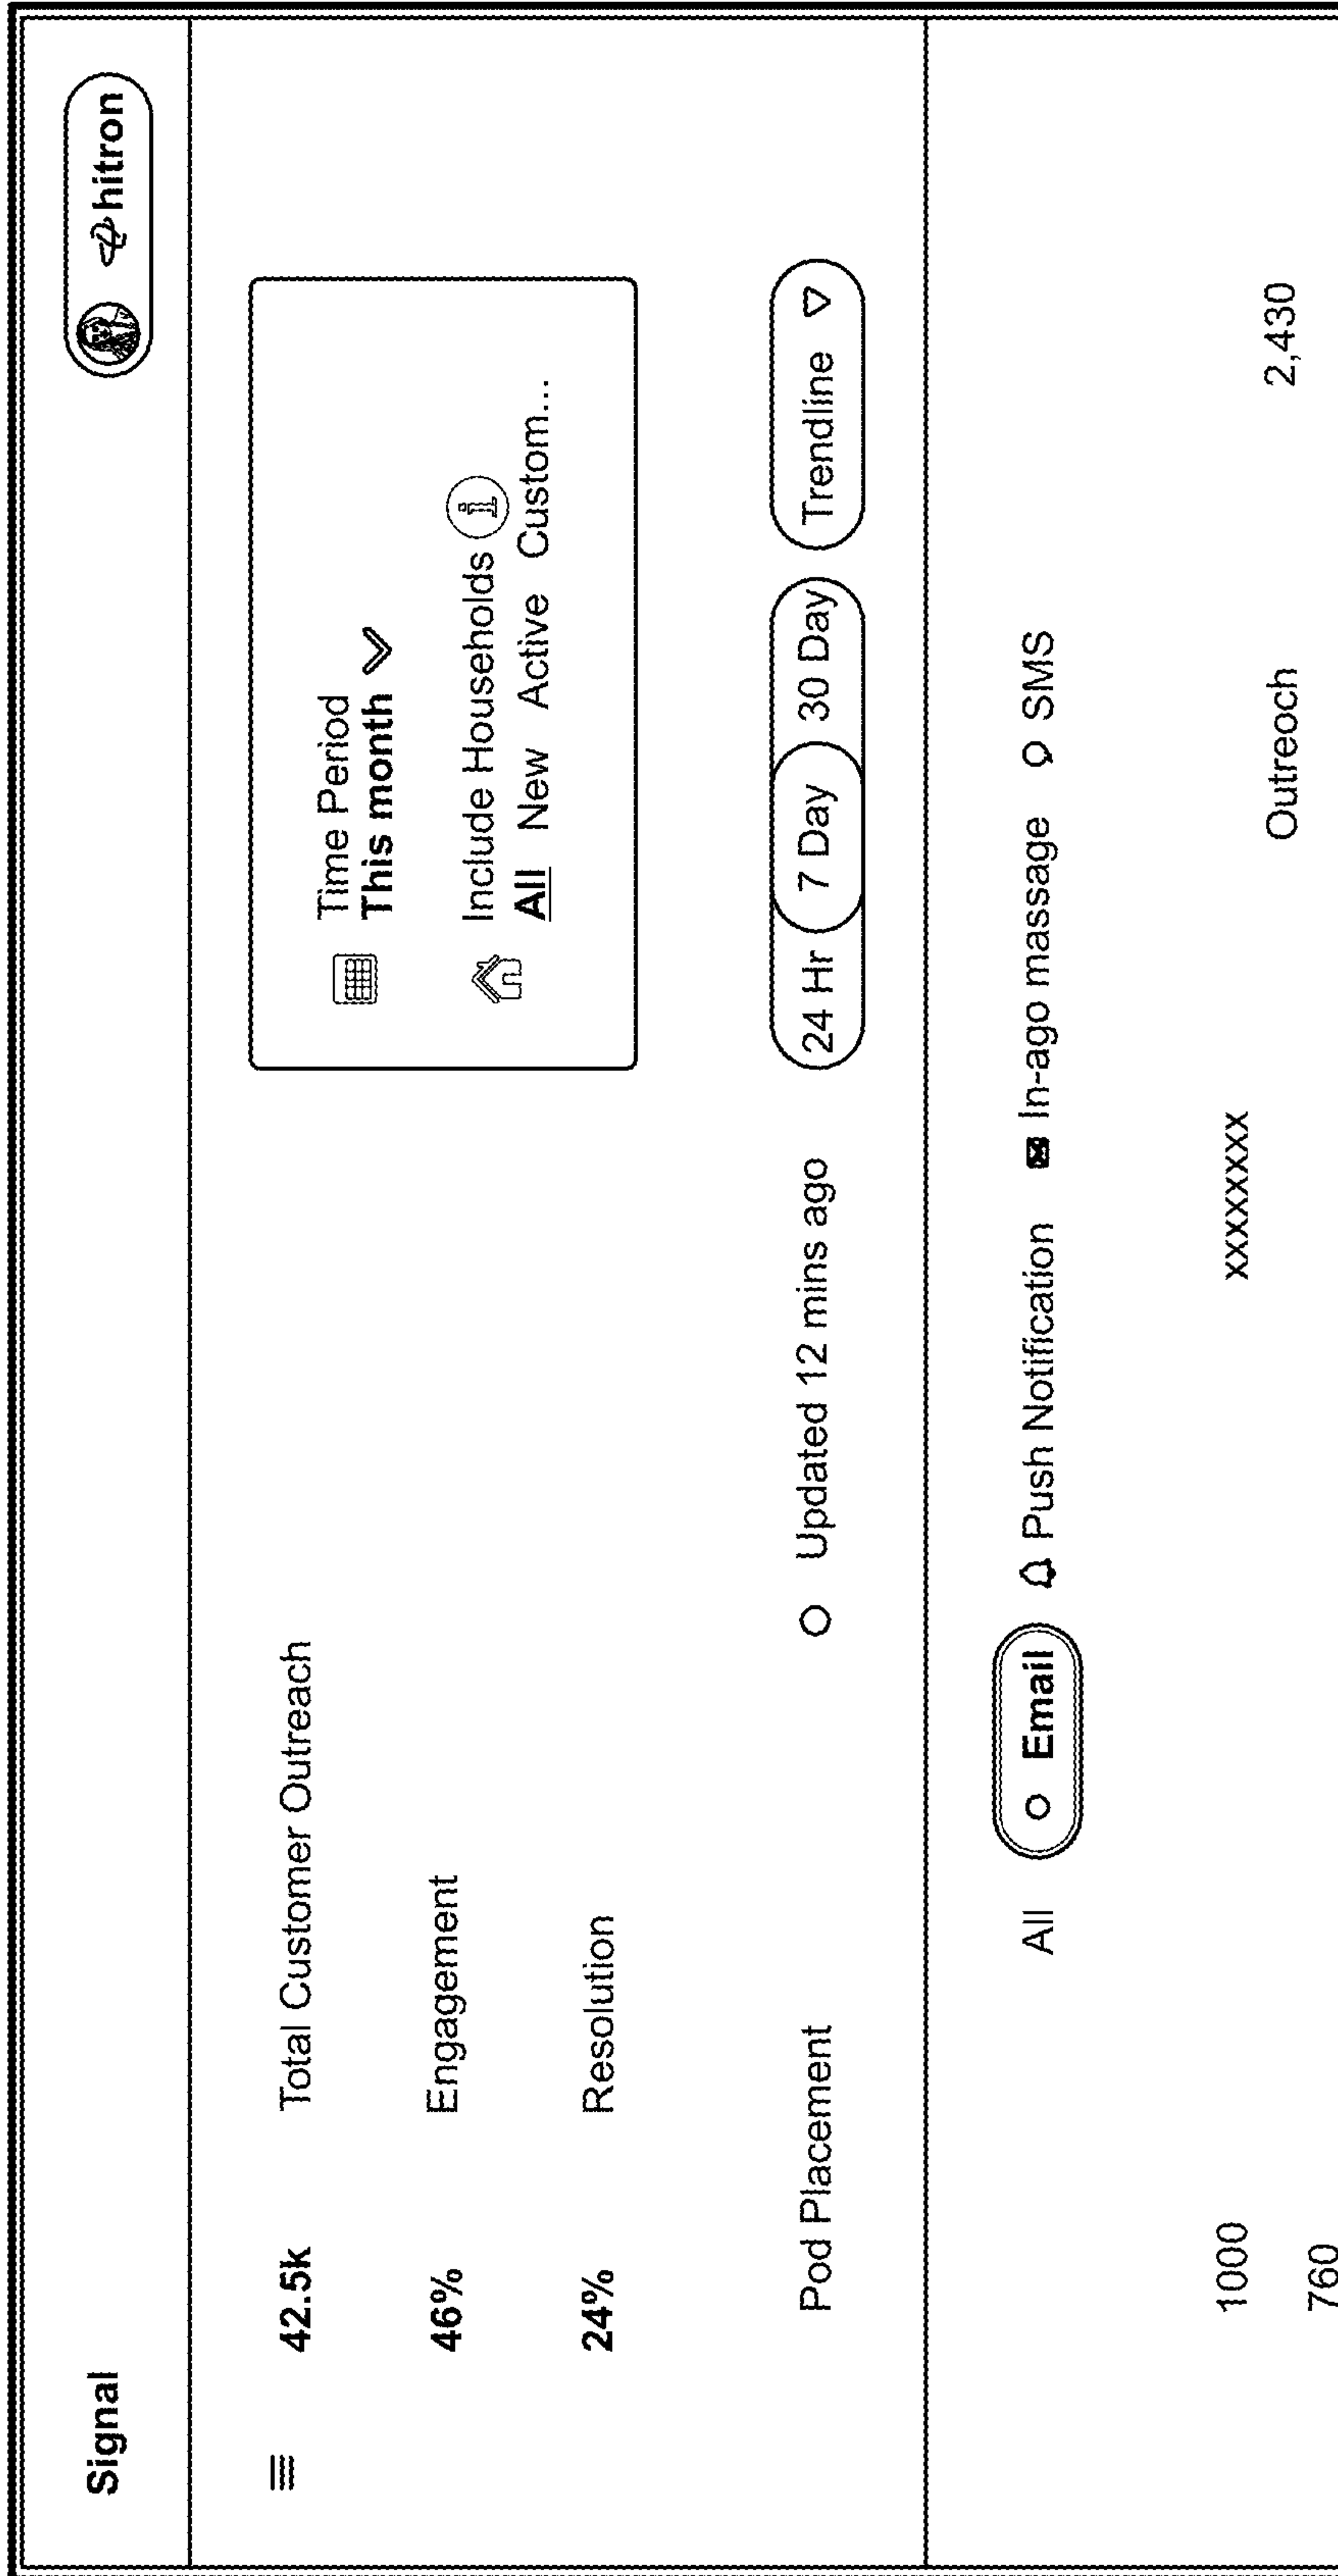 Signal
hitron
42.5k Total Customer Outreach
46% Engagement
24% Resolution
Time Period
This month
Include Households i
All New Active Custom...
Pod Placement
Updated 12 mins ago
24 Hr 7 Day 30 Day
Trendline
All Email Push Notification In-ago massage SMS
1000
xxxxxxxx
2,430
Outreoch
760